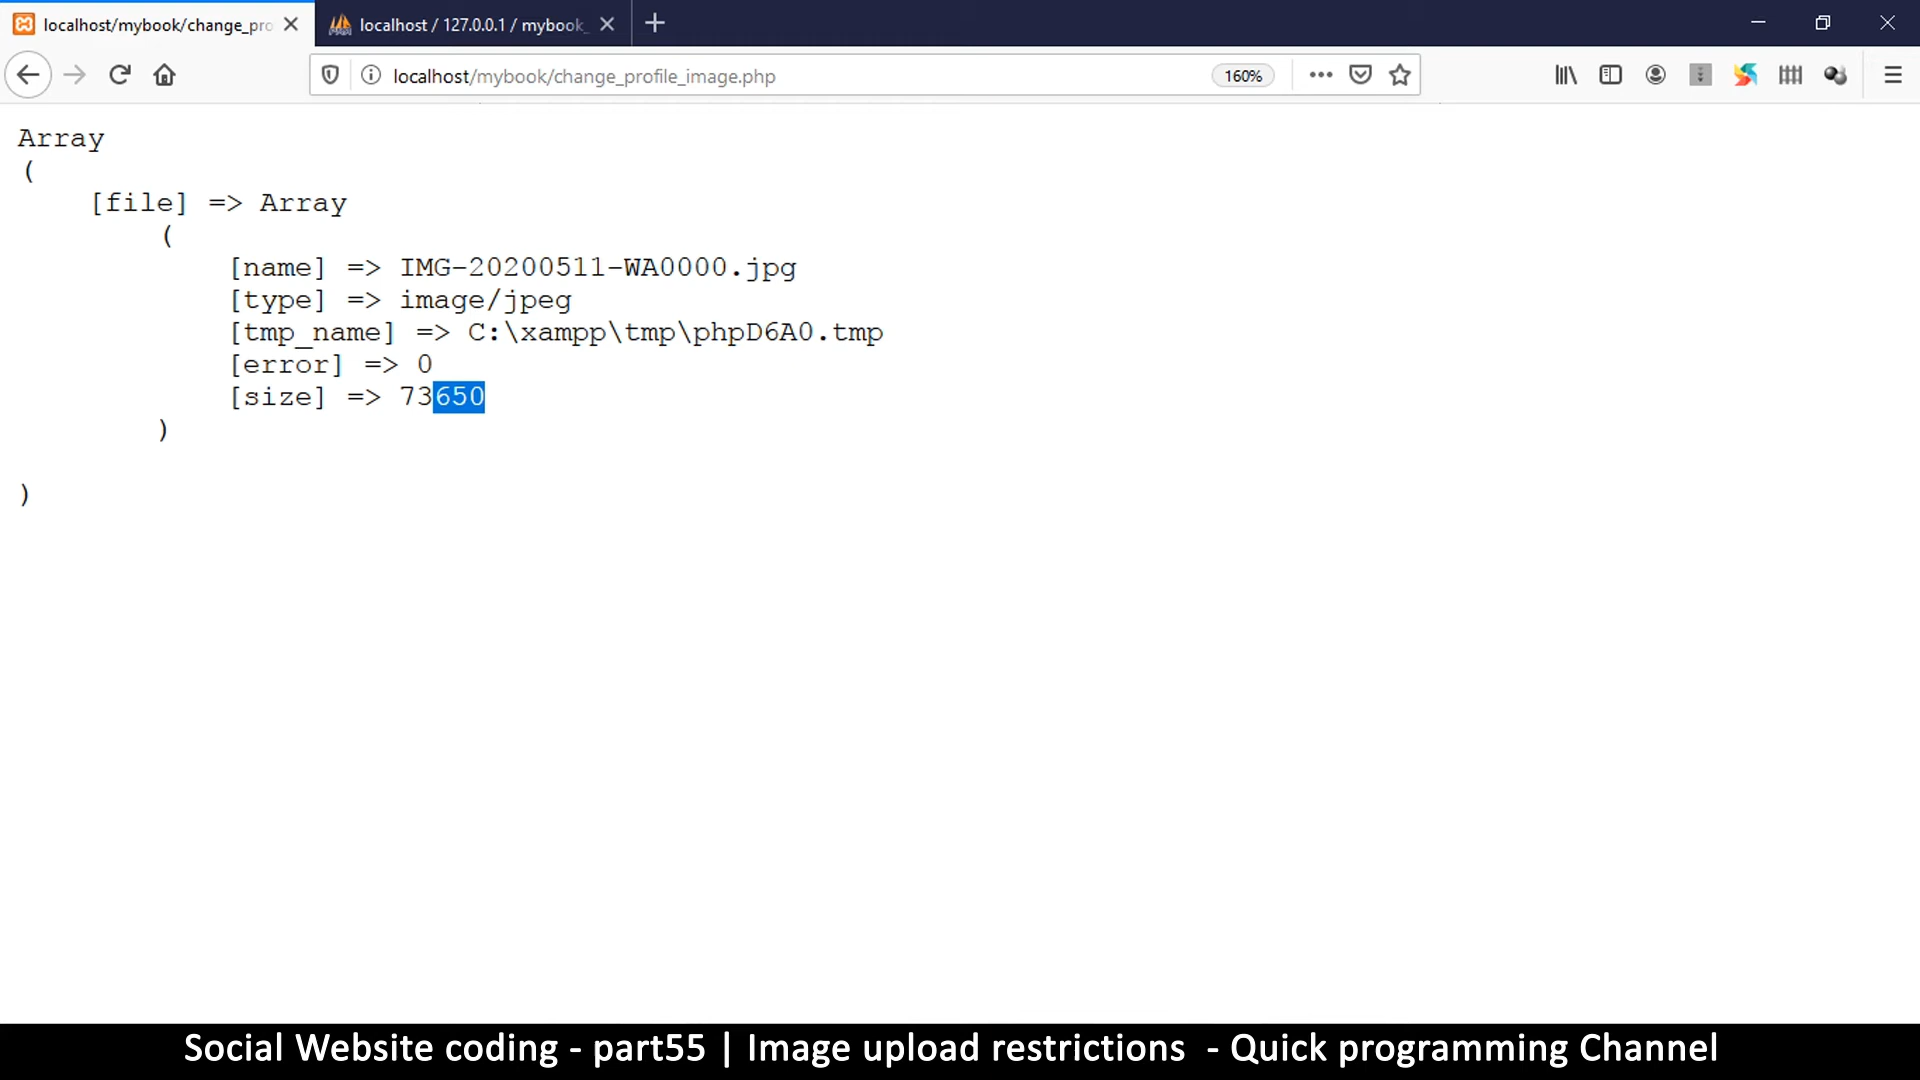 localhost/mybook/change_pro
localhost / 127.0.0.1 / mybook_
localhost/mybook/change_profile_image.php
160%
Array
(
[file] => Array
(
[name] => IMG-20200511-WA0000.jpg
[type] => image/jpeg
[tmp_name] => C:\xampp\tmp\phpD6A0.tmp
[error] => 0
[size] => 73650
)
)
Social Website coding - part55 | Image upload restrictions - Quick programming Channel